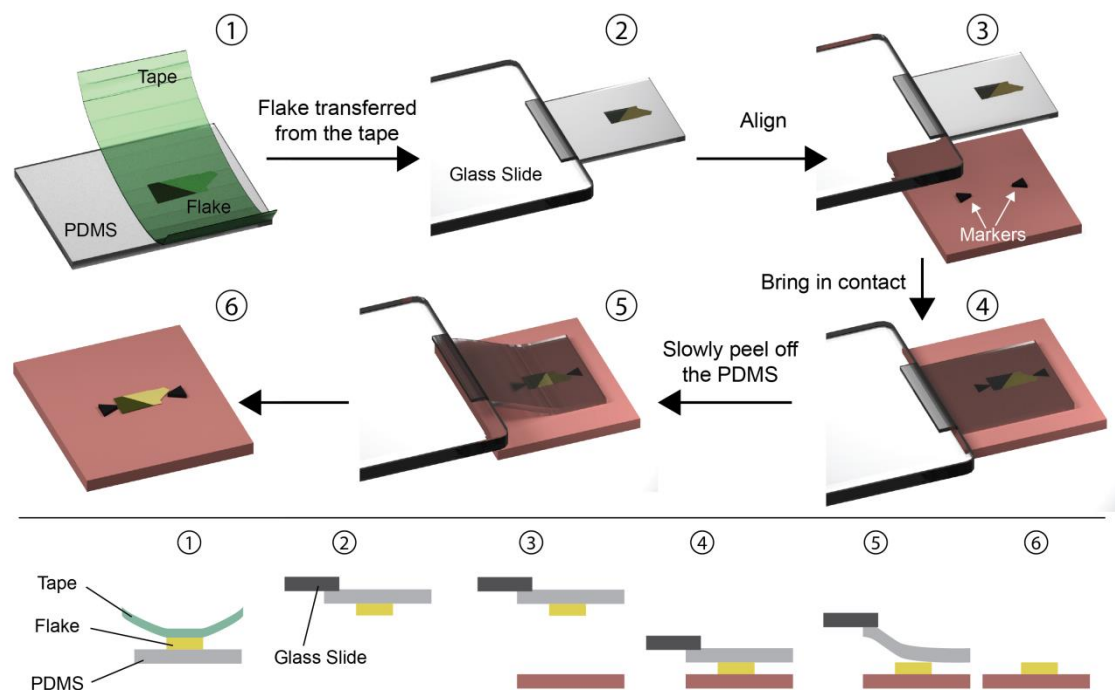 ①
②
③
Tape
Flake transferred
from the tape
Align
Glass Slide
Flake
PDMS
Markers
Bring in contact
⑥
⑤
④
Slowly peel off
the PDMS
①
②
③
④
⑤
⑥
Tape
Flake
PDMS
Glass Slide